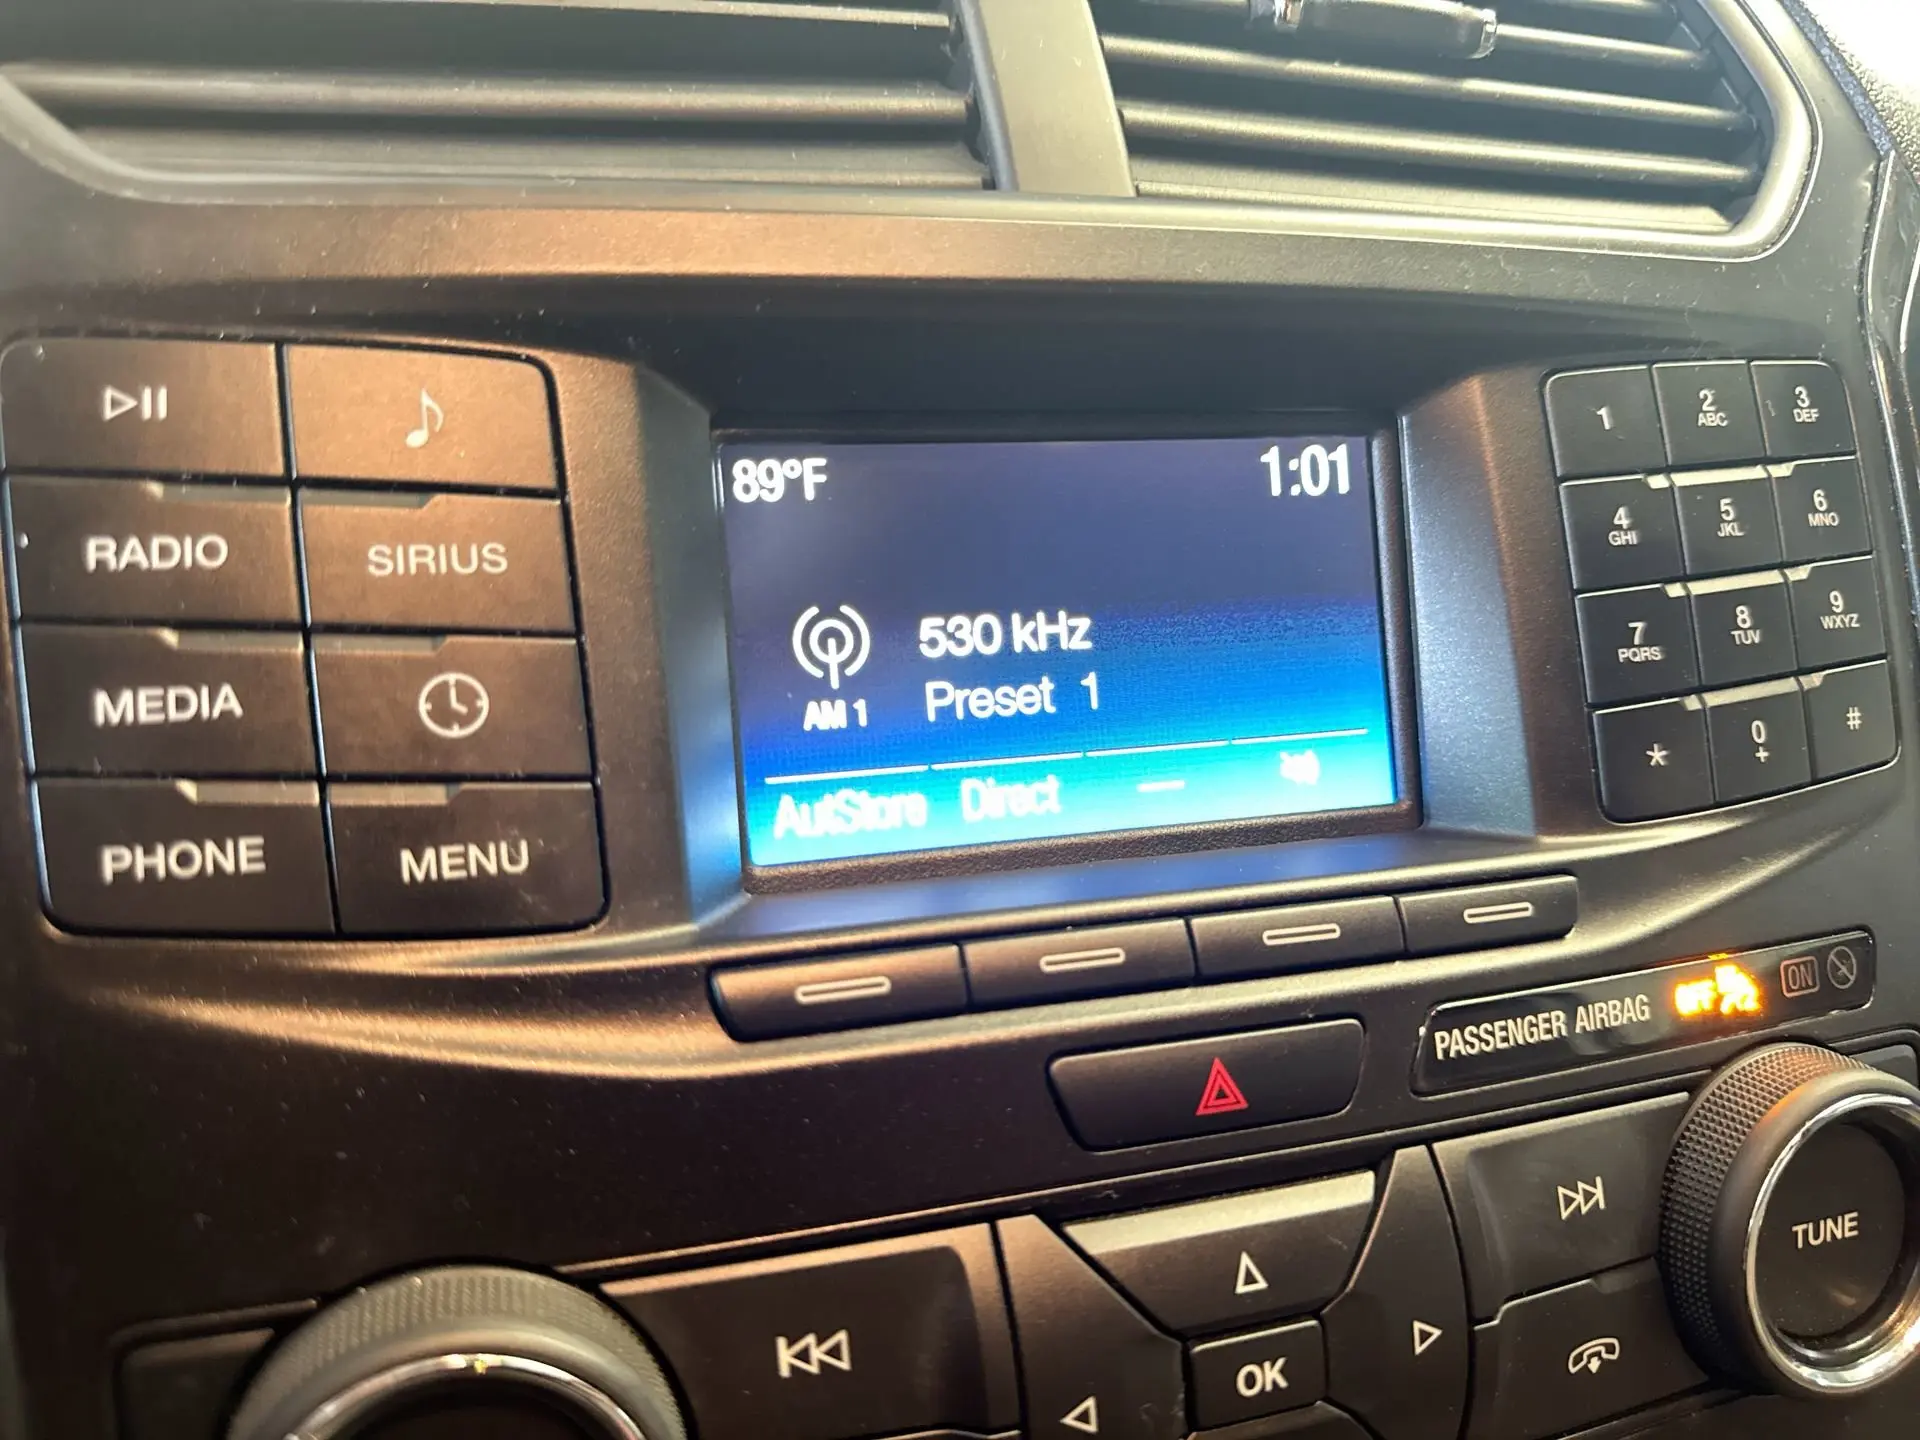 89°F 1:01
530 kHz
AM 1 Preset 1
AutStore Direct
RADIO SIRIUS
MEDIA
PHONE MENU
1 2 ABC 3 DEF
4 GHI 5 JKL 6 MNO
7 PQRS 8 TUV 9 WXYZ
* 0 + #
PASSENGER AIRBAG OFF ON
TUNE
OK